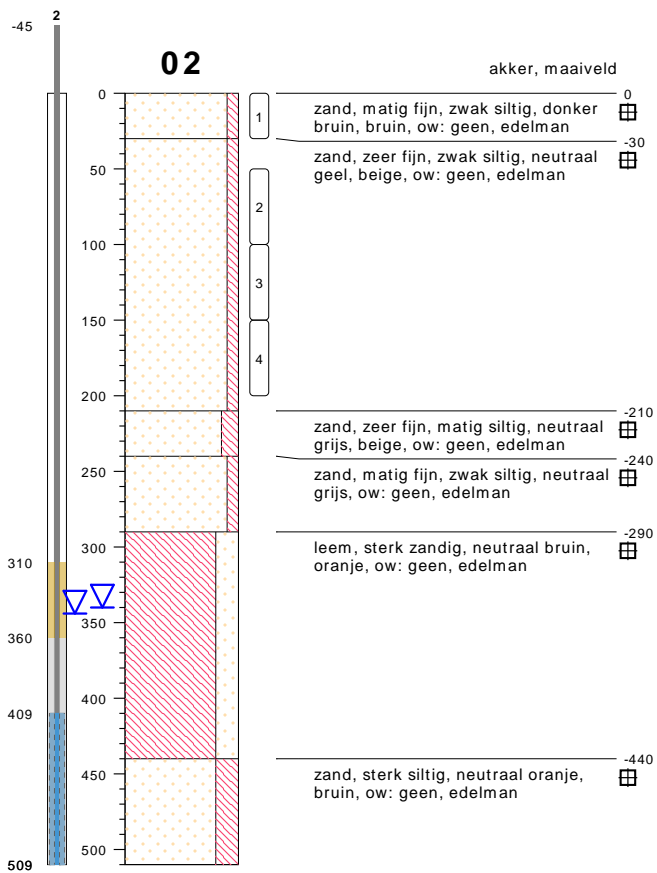 2
-45
02
akker, maaiveld
0
0
1
zand, matig fijn, zwak siltig, donker
bruin, bruin, ow: geen, edelman
-30
zand, zeer fijn, zwak siltig, neutraal
geel, beige, ow: geen, edelman
50
2
100
3
150
4
200
-210
zand, zeer fijn, matig siltig, neutraal
grijs, beige, ow: geen, edelman
-240
250
zand, matig fijn, zwak siltig, neutraal
grijs, ow: geen, edelman
-290
300
leem, sterk zandig, neutraal bruin,
oranje, ow: geen, edelman
310
350
360
400
409
-440
450
zand, sterk siltig, neutraal oranje,
bruin, ow: geen, edelman
500
509